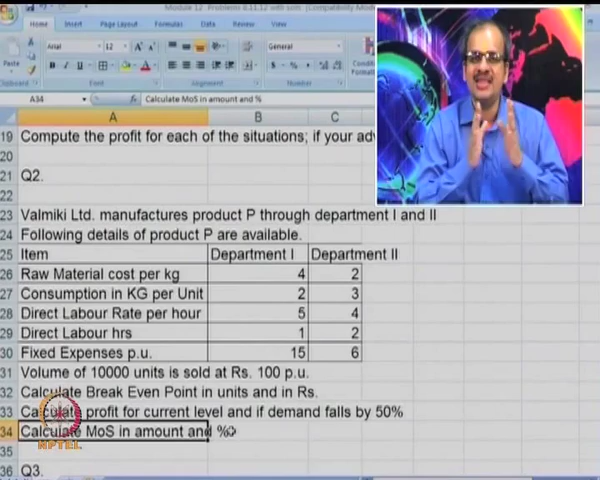 Module 12
Home Insert Page Layout Formulas Data Review View
Arial 12 General
Paste
Font Alignment Number
A34 fx Calculate MoS in amount and %
A B C
19 Compute the profit for each of the situations; if your adv
20
21 Q2.
22
23 Valmiki Ltd. manufactures product P through department I and II
24 Following details of product P are available.
25 Item Department I Department II
26 Raw Material cost per kg 4 2
27 Consumption in KG per Unit 2 3
28 Direct Labour Rate per hour 5 4
29 Direct Labour hrs 1 2
30 Fixed Expenses p.u. 15 6
31 Volume of 10000 units is sold at Rs. 100 p.u.
32 Calculate Break Even Point in units and in Rs.
33 Calculate profit for current level and if demand falls by 50%
34 Calculate MoS in amount and %
35
36 Q3.
NPTEL